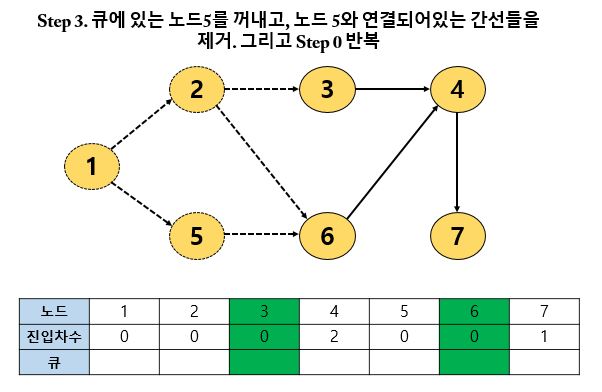 Step 3. 큐에 있는 노드5를 꺼내고, 노드 5와 연결되어있는 간선들을
제거. 그리고 Step 0 반복
2 3 4
1
5 6 7
노드 1 2 3 4 5 6 7
진입차수 0 0 0 2 0 0 1
큐